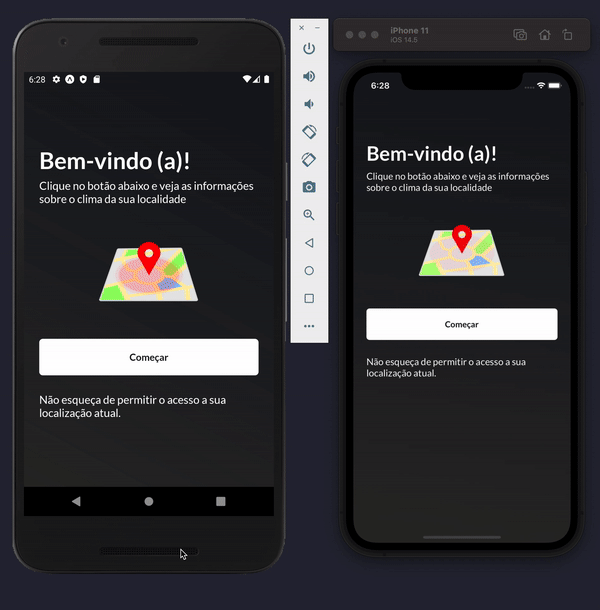 6:28
Bem-vindo (a)!
Clique no botão abaixo e veja as informações
sobre o clima da sua localidade
Começar
Não esqueça de permitir o acesso a sua
localização atual.
iPhone 11
iOS 14.5
6:28
Bem-vindo (a)!
Clique no botão abaixo e veja as informações
sobre o clima da sua localidade
Começar
Não esqueça de permitir o acesso a sua
localização atual.